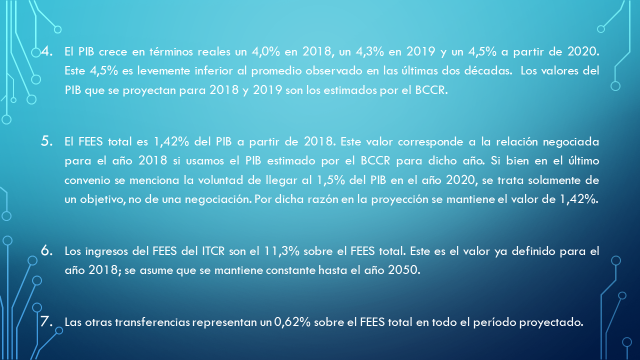 4. El PIB crece en términos reales un 4,0% en 2018, un 4,3% en 2019 y un 4,5% a partir de 2020.
Este 4,5% es levemente inferior al promedio observado en las últimas dos décadas. Los valores del
PIB que se proyectan para 2018 y 2019 son los estimados por el BCCR.
5. El FEES total es 1,42% del PIB a partir de 2018. Este valor corresponde a la relación negociada
para el año 2018 si usamos el PIB estimado por el BCCR para dicho año. Si bien en el último
convenio se menciona la voluntad de llegar al 1,5% del PIB en el año 2020, se trata solamente de
un objetivo, no de una negociación. Por dicha razón en la proyección se mantiene el valor de 1,42%.
6. Los ingresos del FEES del ITCR son el 11,3% sobre el FEES total. Este es el valor ya definido para el
año 2018; se asume que se mantiene constante hasta el año 2050.
7. Las otras transferencias representan un 0,62% sobre el FEES total en todo el período proyectado.